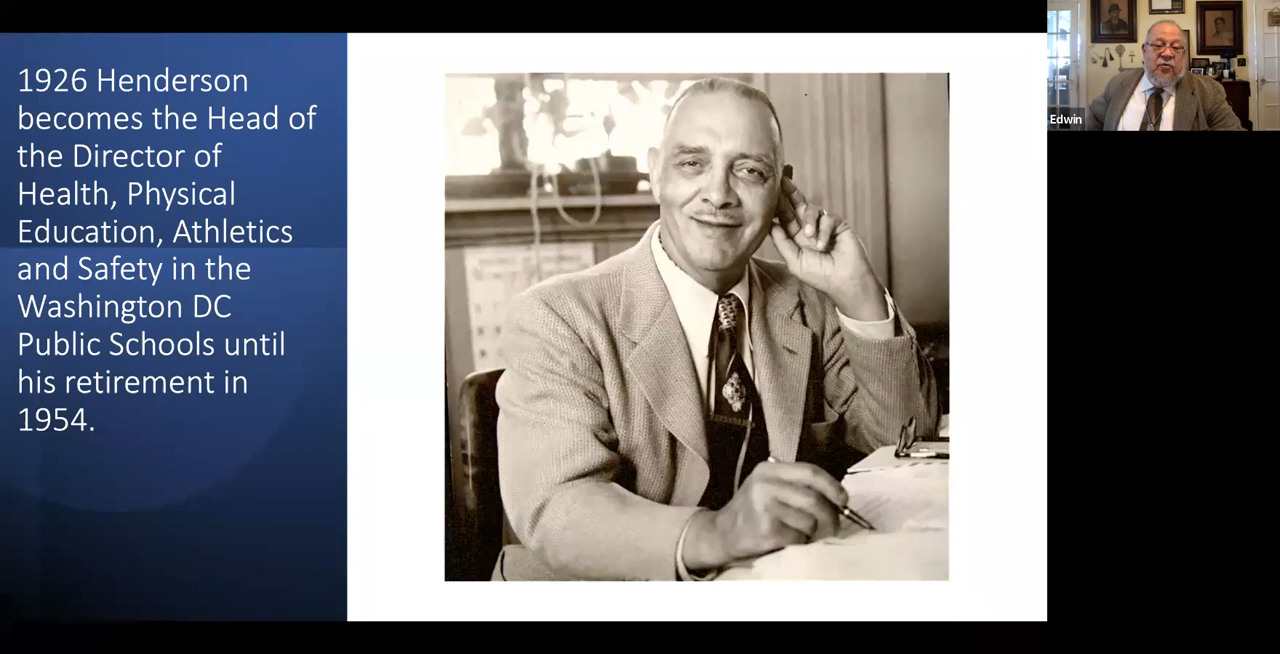 1926 Henderson
becomes the Head of
the Director of
Health, Physical
Education, Athletics
and Safety in the
Washington DC
Public Schools until
his retirement in
1954.
Edwin